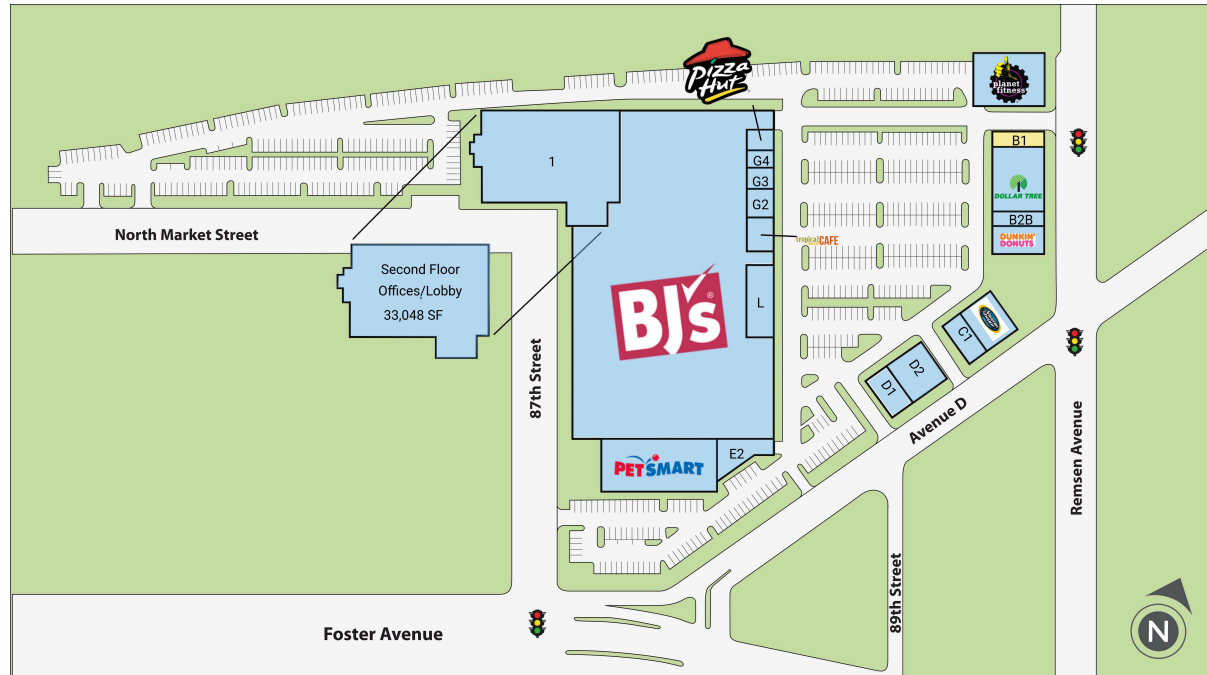 Pizza
Hut
planet
fitness
B1
1
G4
G3
G2
DOLLAR TREE
B2B
DUNKIN'
DONUTS
North Market Street
tropical CAFE
Second Floor
Offices/Lobby
33,048 SF
BJ's
®
L
C1
D2
D1
87th Street
Avenue D
Remsen Avenue
PETSMART
E2
89th Street
Foster Avenue
N